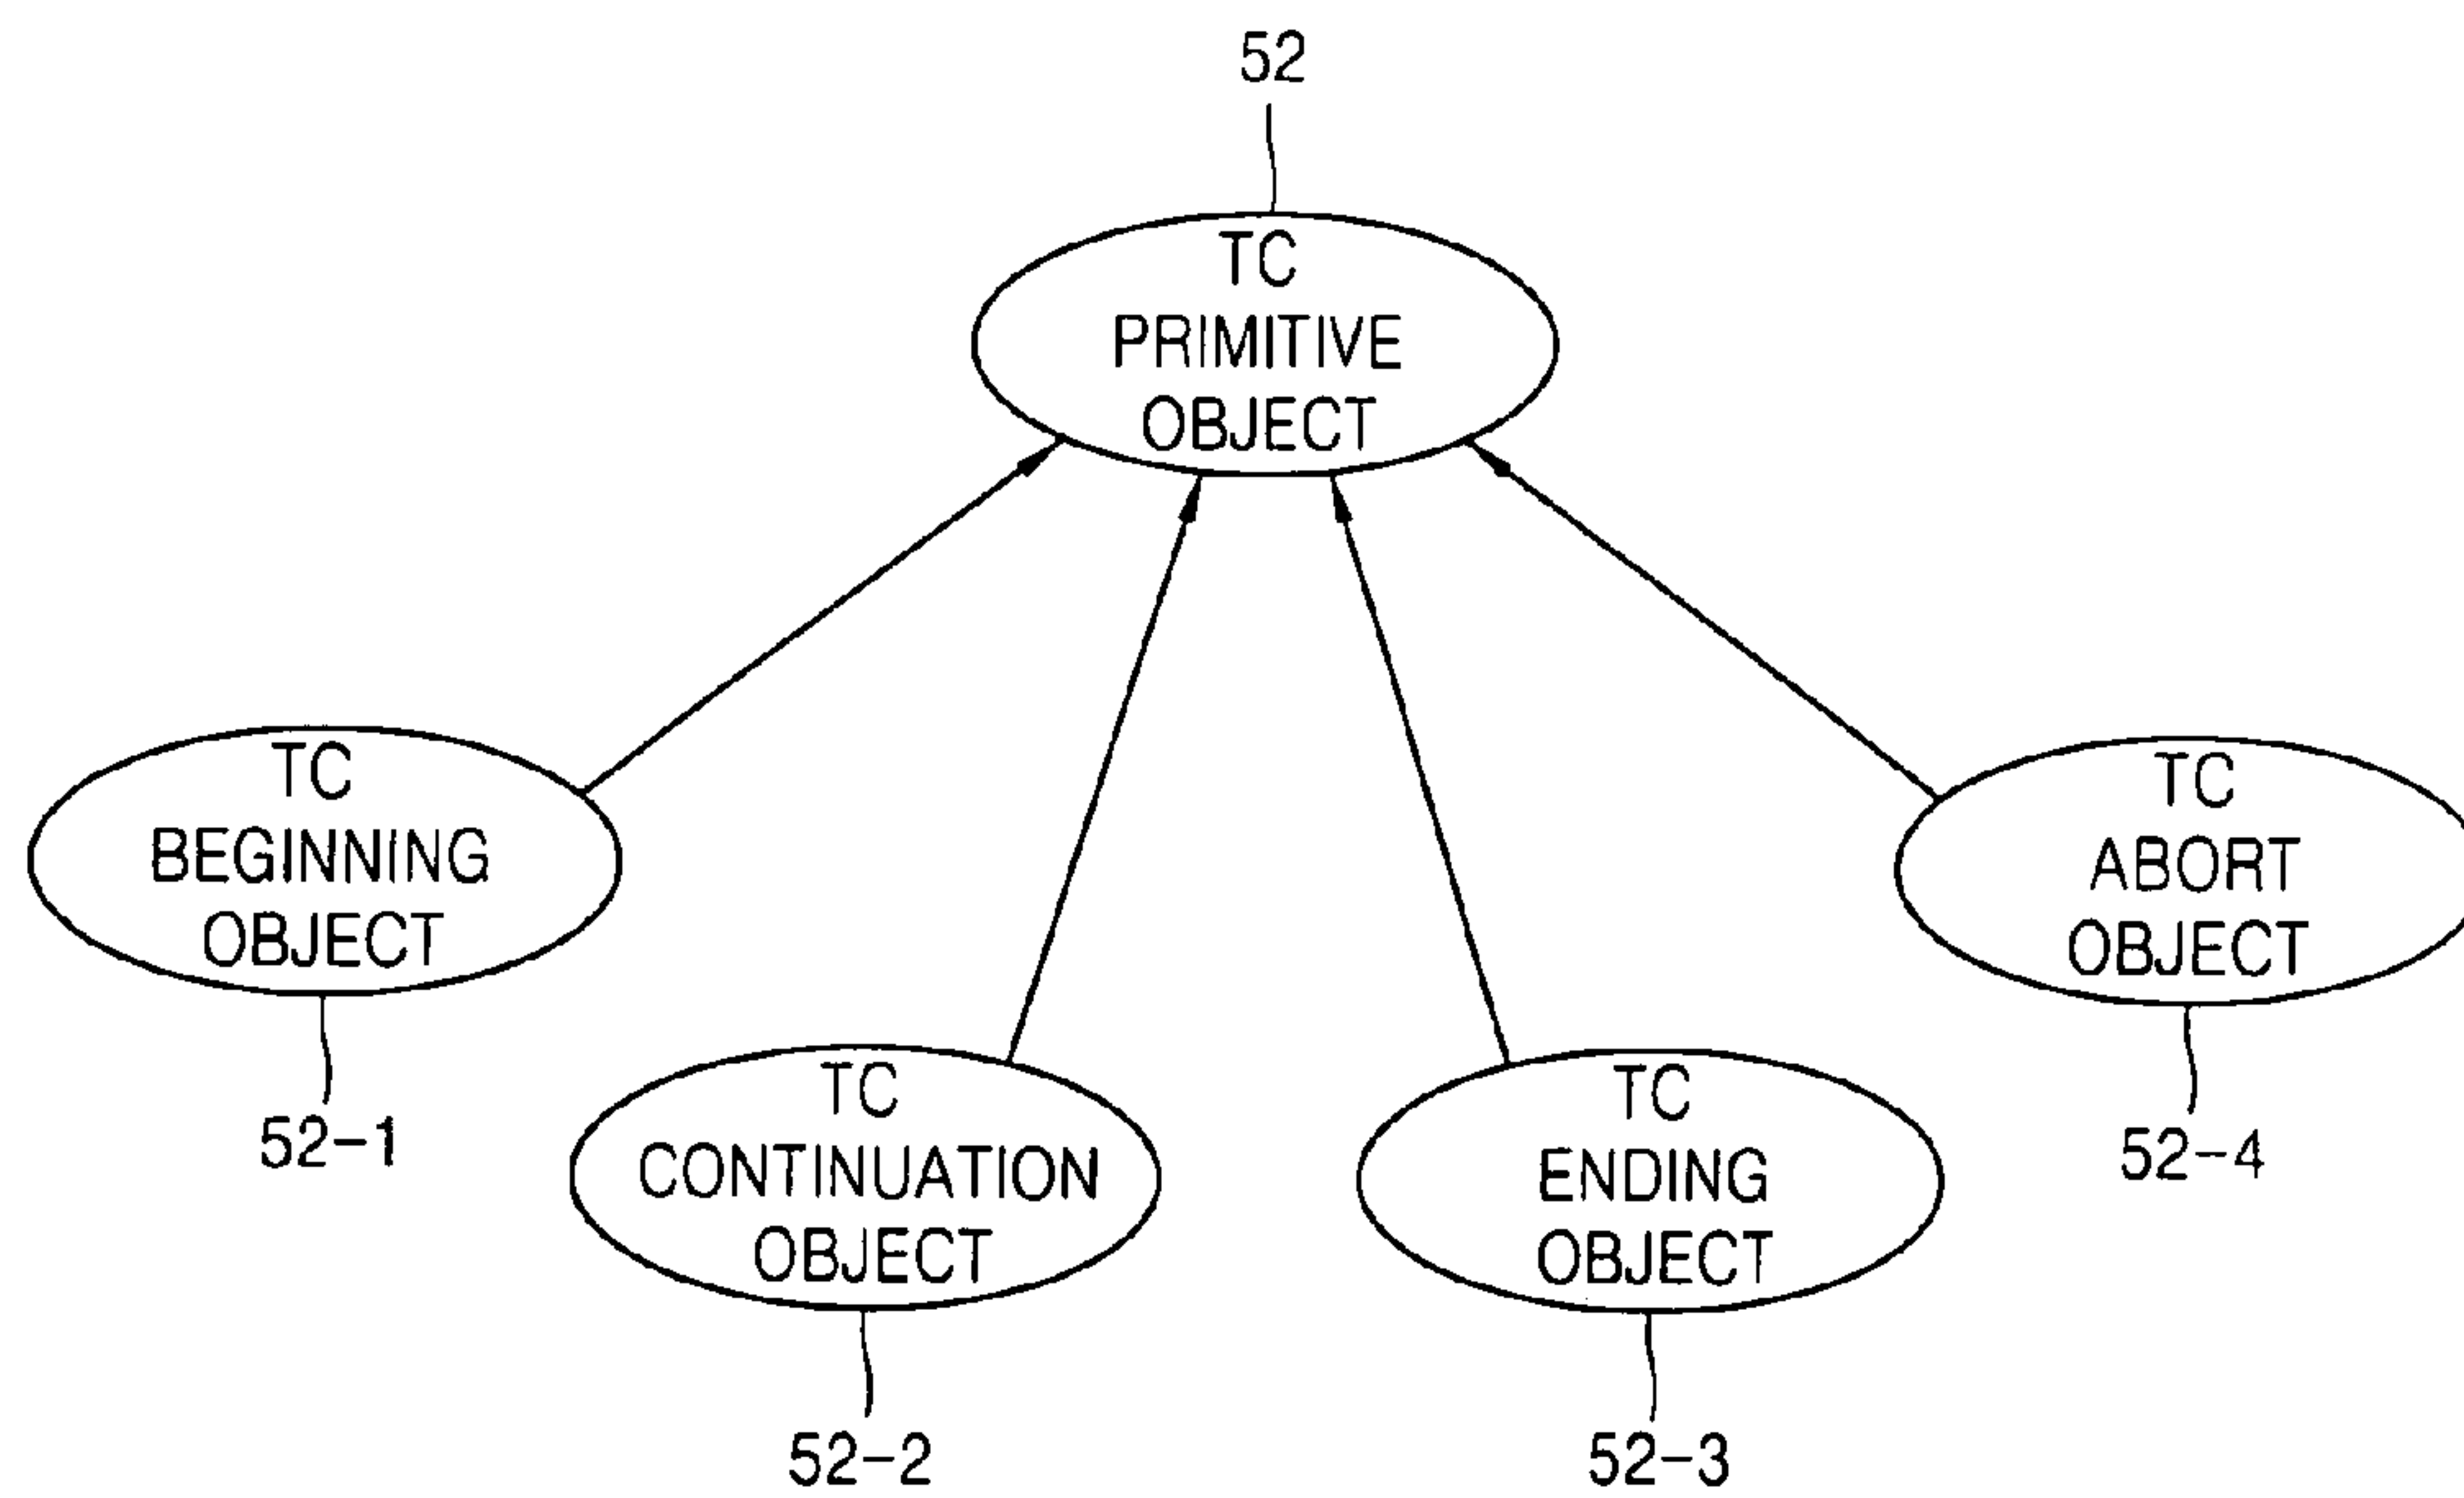 52
TC
PRIMITIVE
OBJECT
TC
BEGINNING
OBJECT
52-1
TC
CONTINUATION
OBJECT
52-2
TC
ENDING
OBJECT
52-3
TC
ABORT
OBJECT
52-4